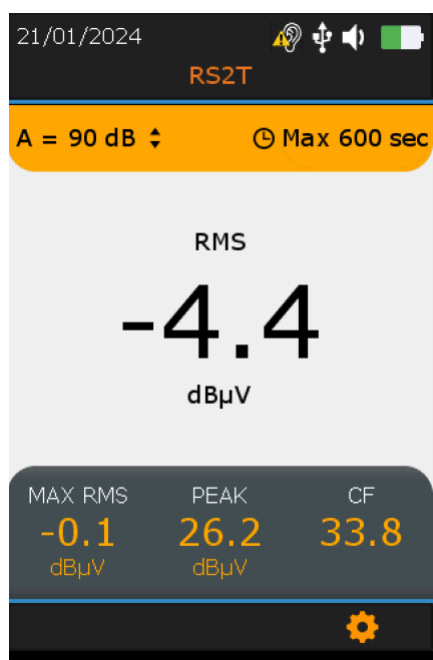 21/01/2024
RS2T
A = 90 dB Max 600 sec
RMS
-4.4
dBµV
MAX RMS PEAK CF
-0.1 26.2 33.8
dBµV dBµV